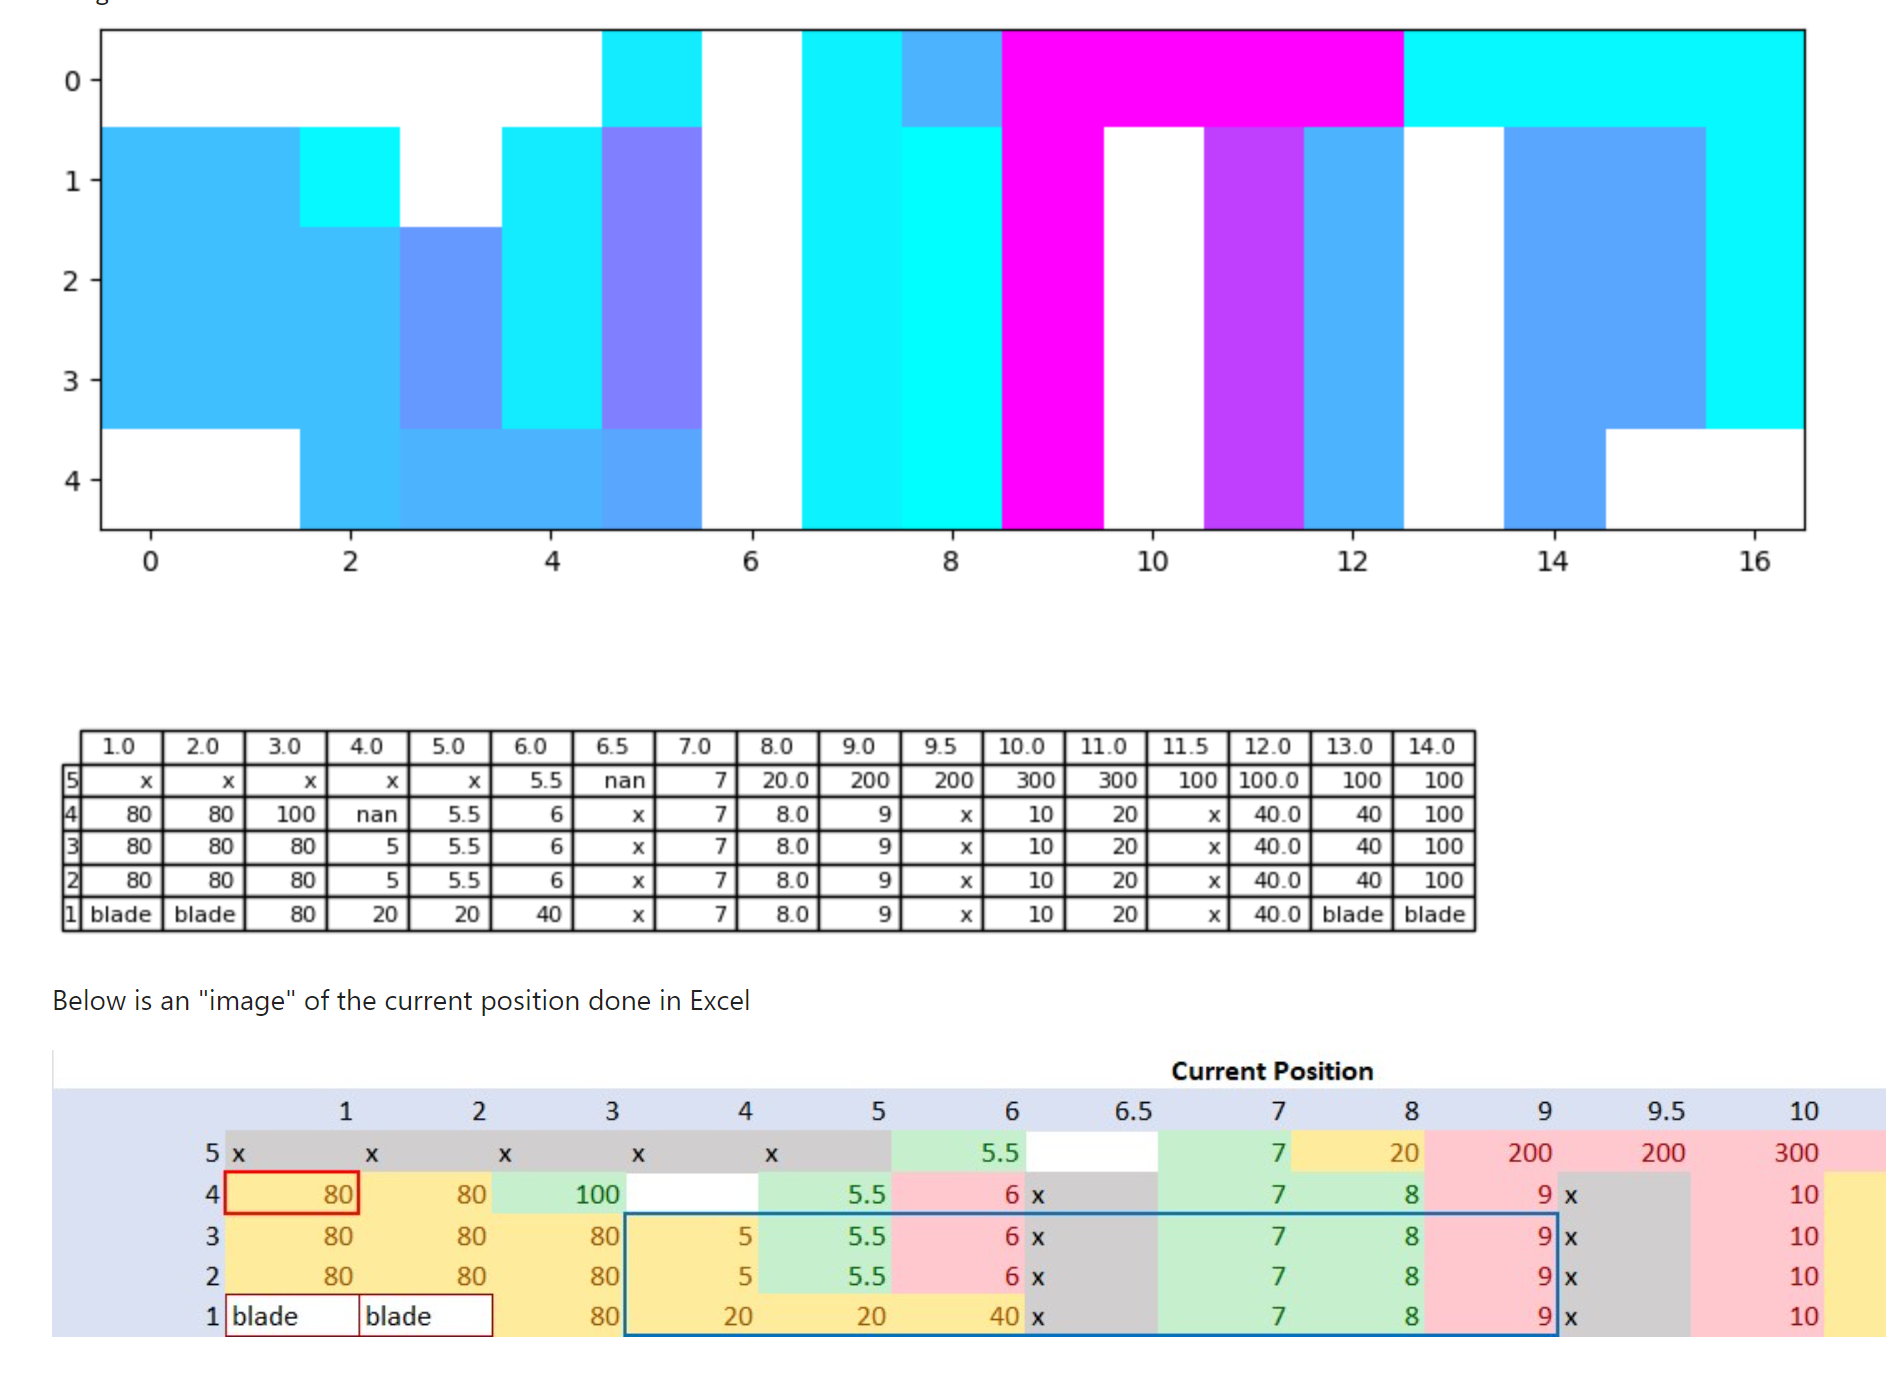 0
1
2
3
4
0 2 4 6 8 10 12 14 16
1.0 2.0 3.0 4.0 5.0 6.0 6.5 7.0 8.0 9.0 9.5 10.0 11.0 11.5 12.0 13.0 14.0
5 x x x x x 5.5 nan 7 20.0 200 200 300 300 100 100.0 100 100
4 80 80 100 nan 5.5 6 x 7 8.0 9 x 10 20 x 40.0 40 100
3 80 80 80 5 5.5 6 x 7 8.0 9 x 10 20 x 40.0 40 100
2 80 80 80 5 5.5 6 x 7 8.0 9 x 10 20 x 40.0 40 100
1 blade blade 80 20 20 40 x 7 8.0 9 x 10 20 x 40.0 blade blade
Below is an "image" of the current position done in Excel
Current Position
1 2 3 4 5 6 6.5 7 8 9 9.5 10
5 x x x x x 5.5 7 20 200 200 300
4 80 80 100 5.5 6 x 7 8 9 x 10
3 80 80 80 5 5.5 6 x 7 8 9 x 10
2 80 80 80 5 5.5 6 x 7 8 9 x 10
1 blade blade 80 20 20 40 x 7 8 9 x 10